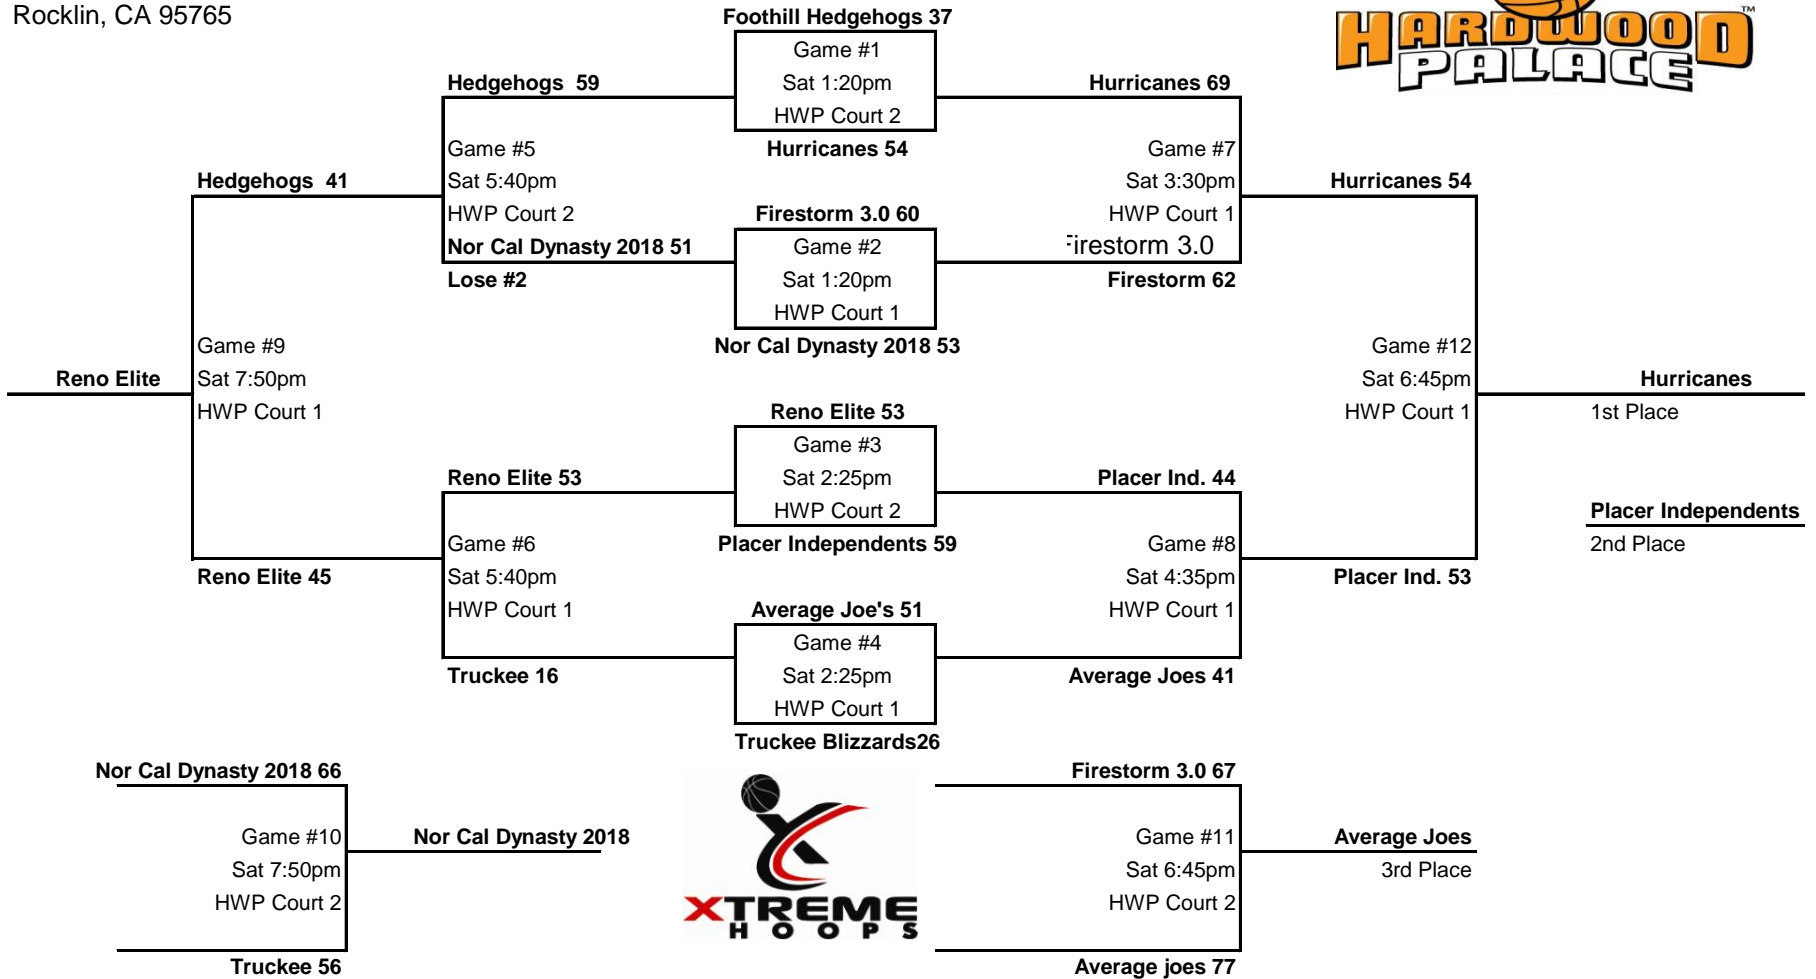 Rocklin, CA 95765
HARDWOOD
PALACE
TM
Foothill Hedgehogs 37
Game #1
Sat 1:20pm
HWP Court 2
Hurricanes 54
Hedgehogs  59
Game #5
Sat 5:40pm
HWP Court 2
Nor Cal Dynasty 2018 51
Lose #2
Hurricanes 69
Game #7
Sat 3:30pm
HWP Court 1
Firestorm 3.0
Firestorm 62
Hedgehogs  41
Game #9
Sat 7:50pm
HWP Court 1
Reno Elite 45
Reno Elite
Firestorm 3.0 60
Game #2
Sat 1:20pm
HWP Court 1
Nor Cal Dynasty 2018 53
Hurricanes 54
Game #12
Sat 6:45pm
HWP Court 1
Placer Ind. 53
Hurricanes
1st Place
Placer Independents
2nd Place
Reno Elite 53
Game #3
Sat 2:25pm
HWP Court 2
Placer Independents 59
Reno Elite 53
Game #6
Sat 5:40pm
HWP Court 1
Truckee 16
Placer Ind. 44
Game #8
Sat 4:35pm
HWP Court 1
Average Joes 41
Average Joe's 51
Game #4
Sat 2:25pm
HWP Court 1
Truckee Blizzards26
Nor Cal Dynasty 2018 66
Game #10
Sat 7:50pm
HWP Court 2
Truckee 56
Nor Cal Dynasty 2018
XTREME
HOOPS
Firestorm 3.0 67
Game #11
Sat 6:45pm
HWP Court 2
Average joes 77
Average Joes
3rd Place